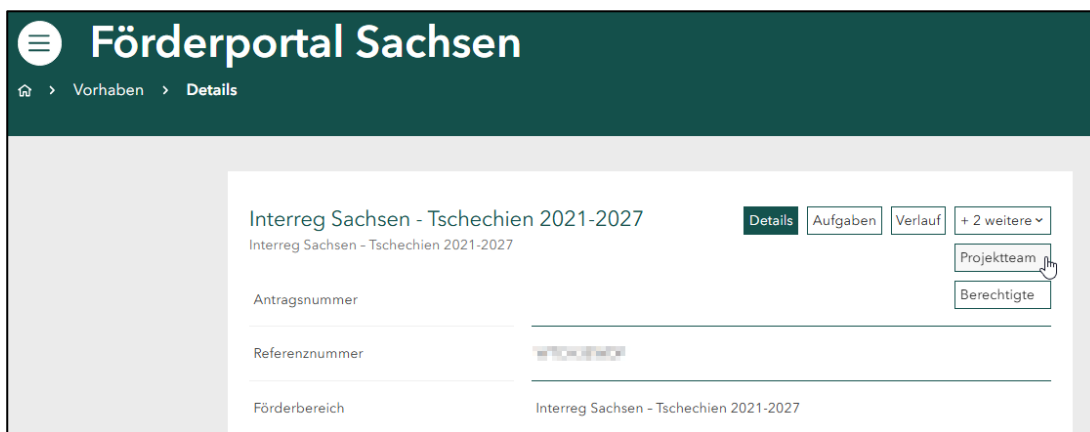 Förderportal Sachsen
Vorhaben > Details
Interreg Sachsen - Tschechien 2021-2027
Details Aufgaben Verlauf + 2 weitere
Interreg Sachsen – Tschechien 2021-2027
Projektteam
Berechtigte
Antragsnummer
Referenznummer
Förderbereich Interreg Sachsen – Tschechien 2021-2027